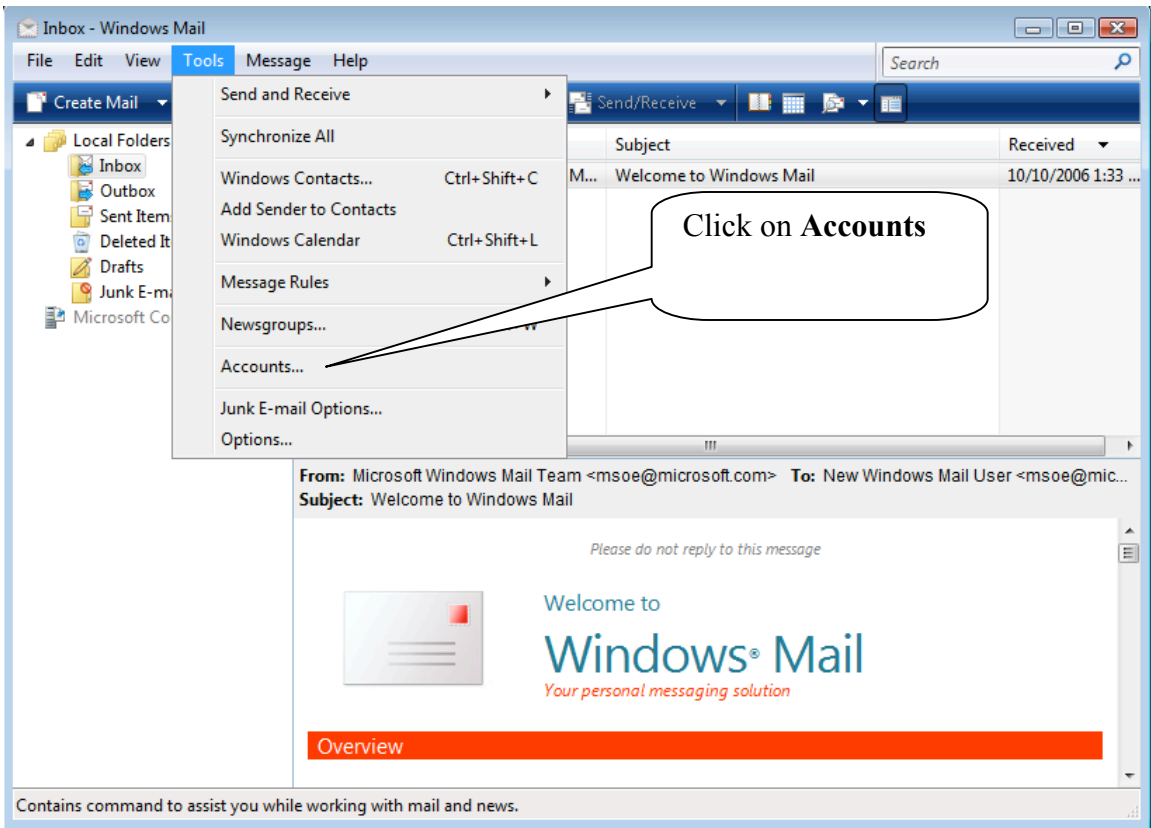 Inbox - Windows Mail
File Edit View Tools Message Help
Search
Create Mail
Send/Receive
Send and Receive
Synchronize All
Windows Contacts... Ctrl+Shift+C
Add Sender to Contacts
Windows Calendar Ctrl+Shift+L
Message Rules
Newsgroups... W
Accounts...
Junk E-mail Options...
Options...
Local Folders
Inbox
Outbox
Sent Item
Deleted It
Drafts
Junk E-ma
Microsoft Co
Subject Received
M... Welcome to Windows Mail 10/10/2006 1:33 ...
Click on Accounts
From: Microsoft Windows Mail Team <msoe@microsoft.com> To: New Windows Mail User <msoe@mic...
Subject: Welcome to Windows Mail
Please do not reply to this message
Welcome to
Windows® Mail
Your personal messaging solution
Overview
Contains command to assist you while working with mail and news.